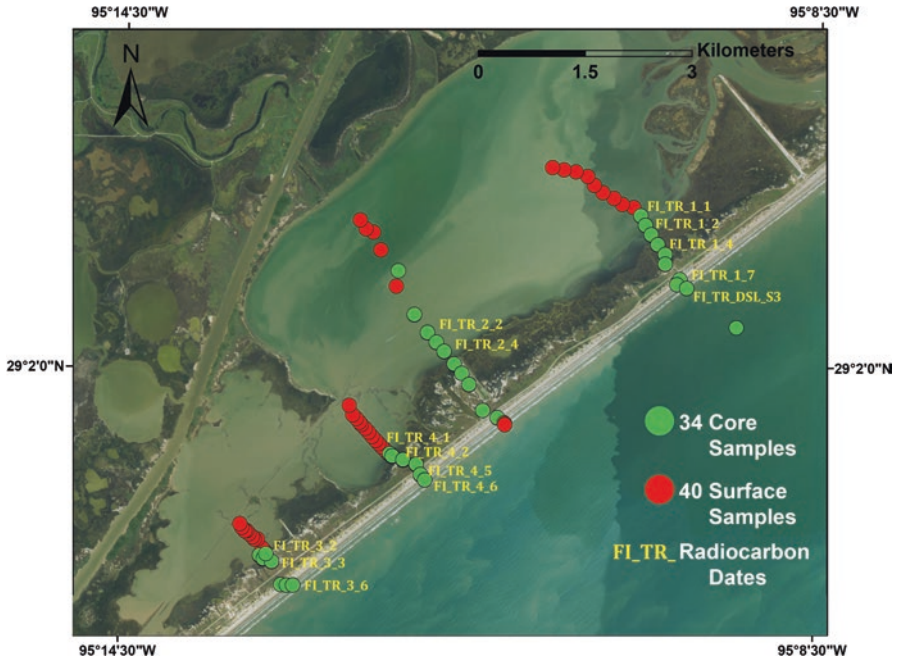 95°14'30"W
95°8'30"W
N
Kilometers
0
1.5
3
FI_TR_1_1
FI_TR_1_2
FI_TR_1_4
FI_TR_1_7
FI_TR_DSL_S3
FI_TR_2_2
FI_TR_2_4
29°2'0"N
29°2'0"N
FI_TR_4_1
FI_TR_4_2
FI_TR_4_5
FI_TR_4_6
34 Core
Samples
40 Surface
Samples
FI_TR_ Radiocarbon
Dates
FI_TR_3_2
FI_TR_3_3
FI_TR_3_6
95°14'30"W
95°8'30"W